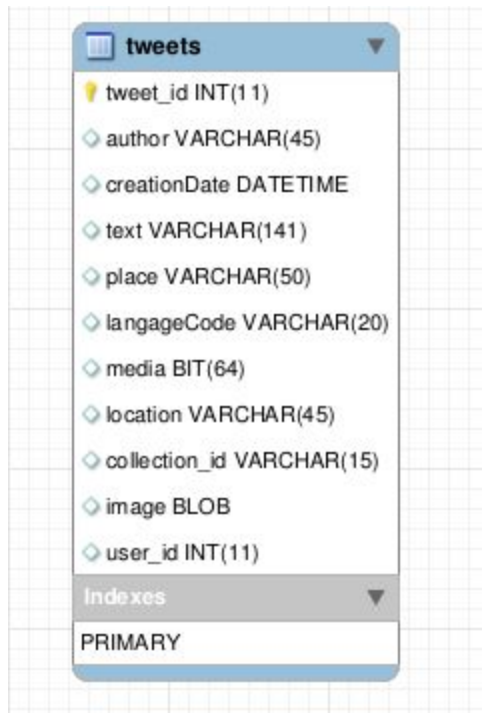 tweets
tweet_id INT(11)
author VARCHAR(45)
creationDate DATETIME
text VARCHAR(141)
place VARCHAR(50)
langageCode VARCHAR(20)
media BIT(64)
location VARCHAR(45)
collection_id VARCHAR(15)
image BLOB
user_id INT(11)
Indexes
PRIMARY